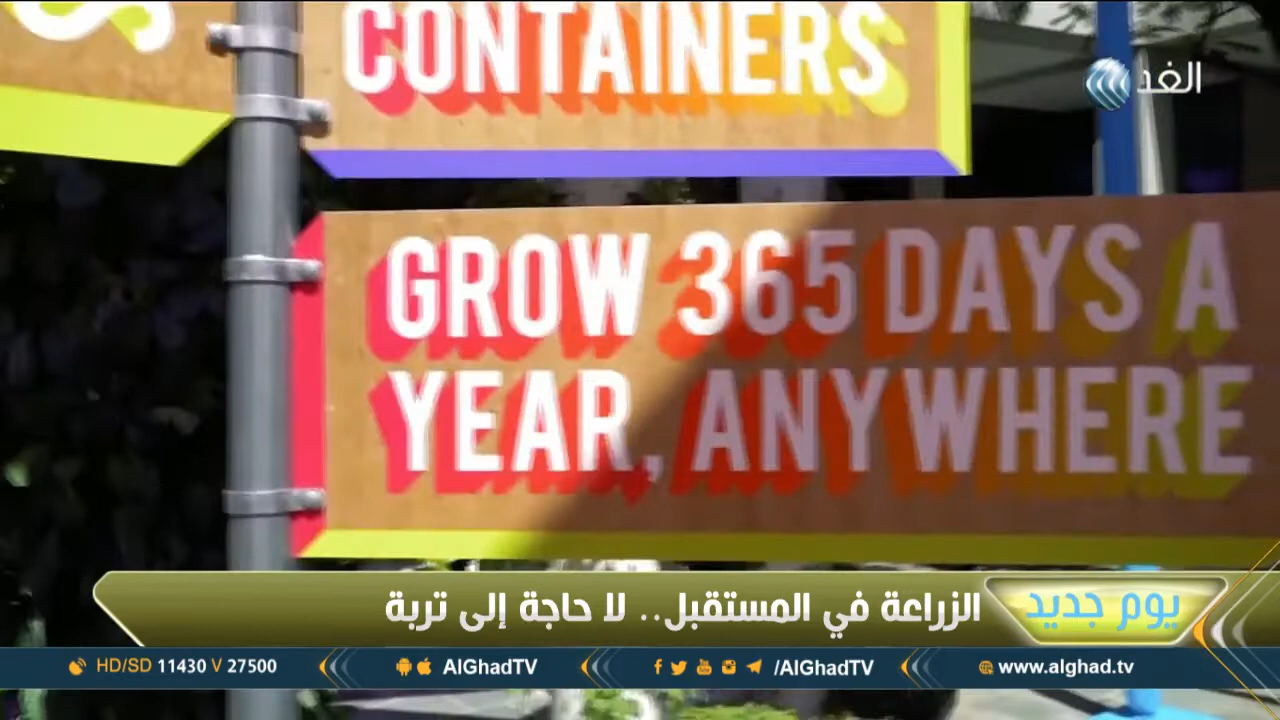 CONTAINERS
الغد
GROW 365 DAYS A
YEAR, ANYWHERE
يوم جديد
الزراعة في المستقبل.. لا حاجة إلى تربة
HD/SD 11430 V 27500
AlGhadTV
/AlGhadTV
www.alghad.tv